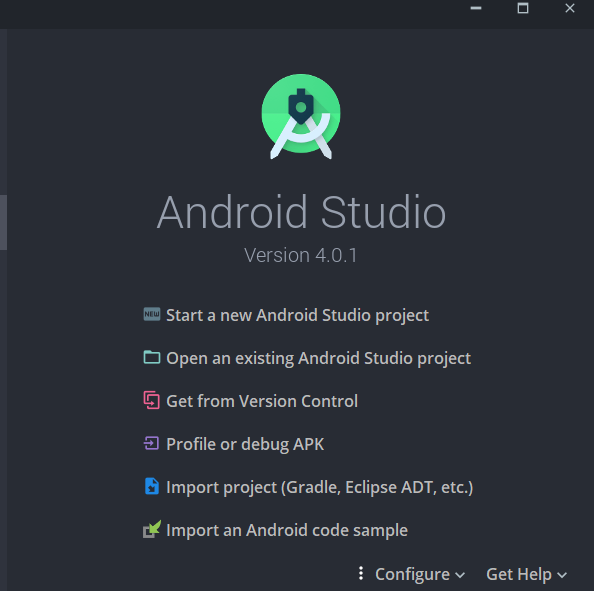 Android Studio
Version 4.0.1
NEW Start a new Android Studio project
Open an existing Android Studio project
Get from Version Control
Profile or debug APK
Import project (Gradle, Eclipse ADT, etc.)
Import an Android code sample
Configure Get Help